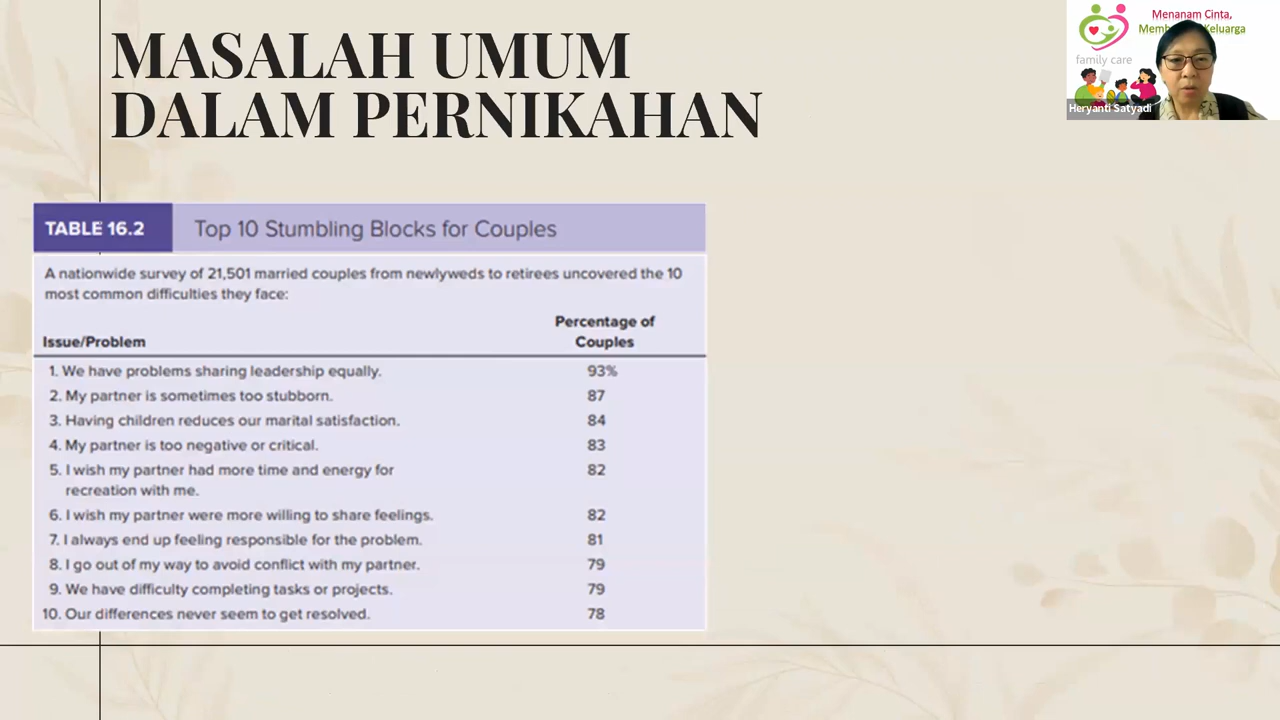 MASALAH UMUM
DALAM PERNIKAHAN
TABLE 16.2
Top 10 Stumbling Blocks for Couples
A nationwide survey of 21,501 married couples from newlyweds to retirees uncovered the 10
most common difficulties they face:
Issue/Problem
Percentage of
Couples
1. We have problems sharing leadership equally. 93%
2. My partner is sometimes too stubborn. 87
3. Having children reduces our marital satisfaction. 84
4. My partner is too negative or critical. 83
5. I wish my partner had more time and energy for 82
recreation with me.
6. I wish my partner were more willing to share feelings. 82
7. I always end up feeling responsible for the problem. 81
8. I go out of my way to avoid conflict with my partner. 79
9. We have difficulty completing tasks or projects. 79
10. Our differences never seem to get resolved. 78
Menanam Cinta,
Keluarga
family care
Heryanti Satyadi